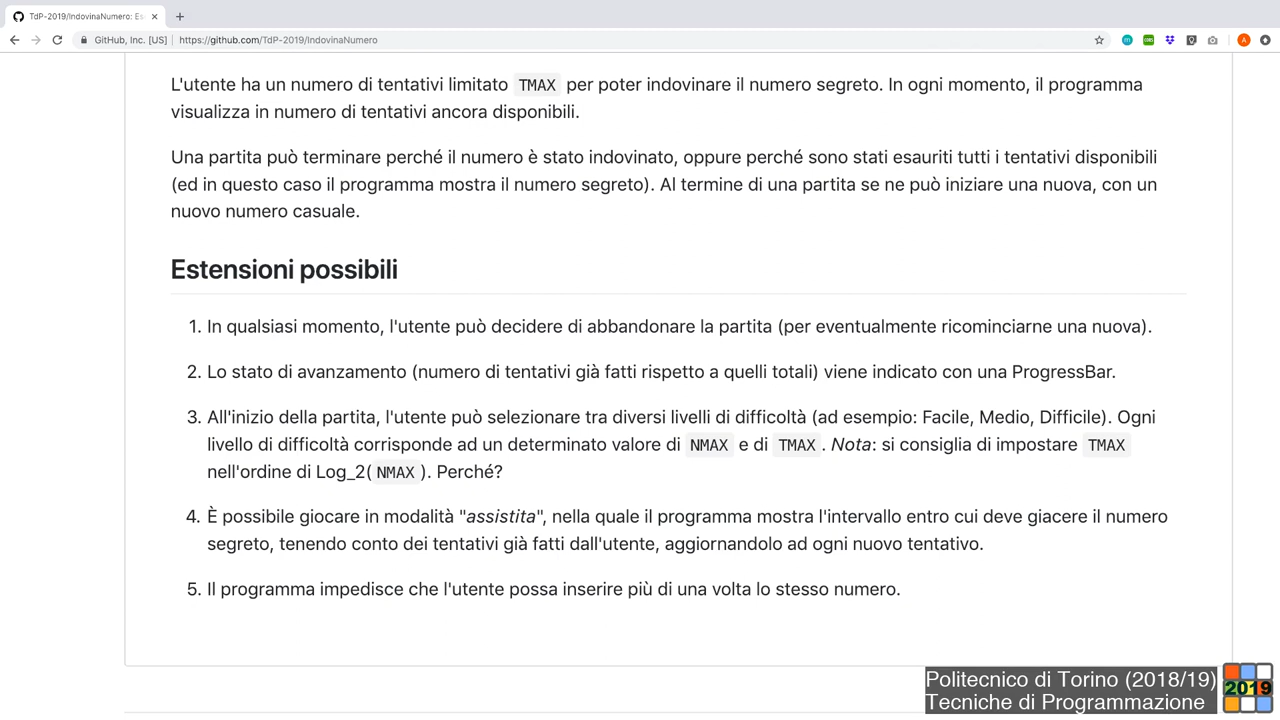 TdP-2019/IndovinaNumero: Es
GitHub, Inc. [US]
https://github.com/TdP-2019/IndovinaNumero
L'utente ha un numero di tentativi limitato TMAX per poter indovinare il numero segreto. In ogni momento, il programma
visualizza in numero di tentativi ancora disponibili.
Una partita può terminare perché il numero è stato indovinato, oppure perché sono stati esauriti tutti i tentativi disponibili
(ed in questo caso il programma mostra il numero segreto). Al termine di una partita se ne può iniziare una nuova, con un
nuovo numero casuale.
Estensioni possibili
1. In qualsiasi momento, l'utente può decidere di abbandonare la partita (per eventualmente ricominciarne una nuova).
2. Lo stato di avanzamento (numero di tentativi già fatti rispetto a quelli totali) viene indicato con una ProgressBar.
3. All'inizio della partita, l'utente può selezionare tra diversi livelli di difficoltà (ad esempio: Facile, Medio, Difficile). Ogni
livello di difficoltà corrisponde ad un determinato valore di NMAX e di TMAX. Nota: si consiglia di impostare TMAX
nell'ordine di Log_2(NMAX). Perché?
4. È possibile giocare in modalità "assistita", nella quale il programma mostra l'intervallo entro cui deve giacere il numero
segreto, tenendo conto dei tentativi già fatti dall'utente, aggiornandolo ad ogni nuovo tentativo.
5. Il programma impedisce che l'utente possa inserire più di una volta lo stesso numero.
Politecnico di Torino (2018/19)
Tecniche di Programmazione
2019